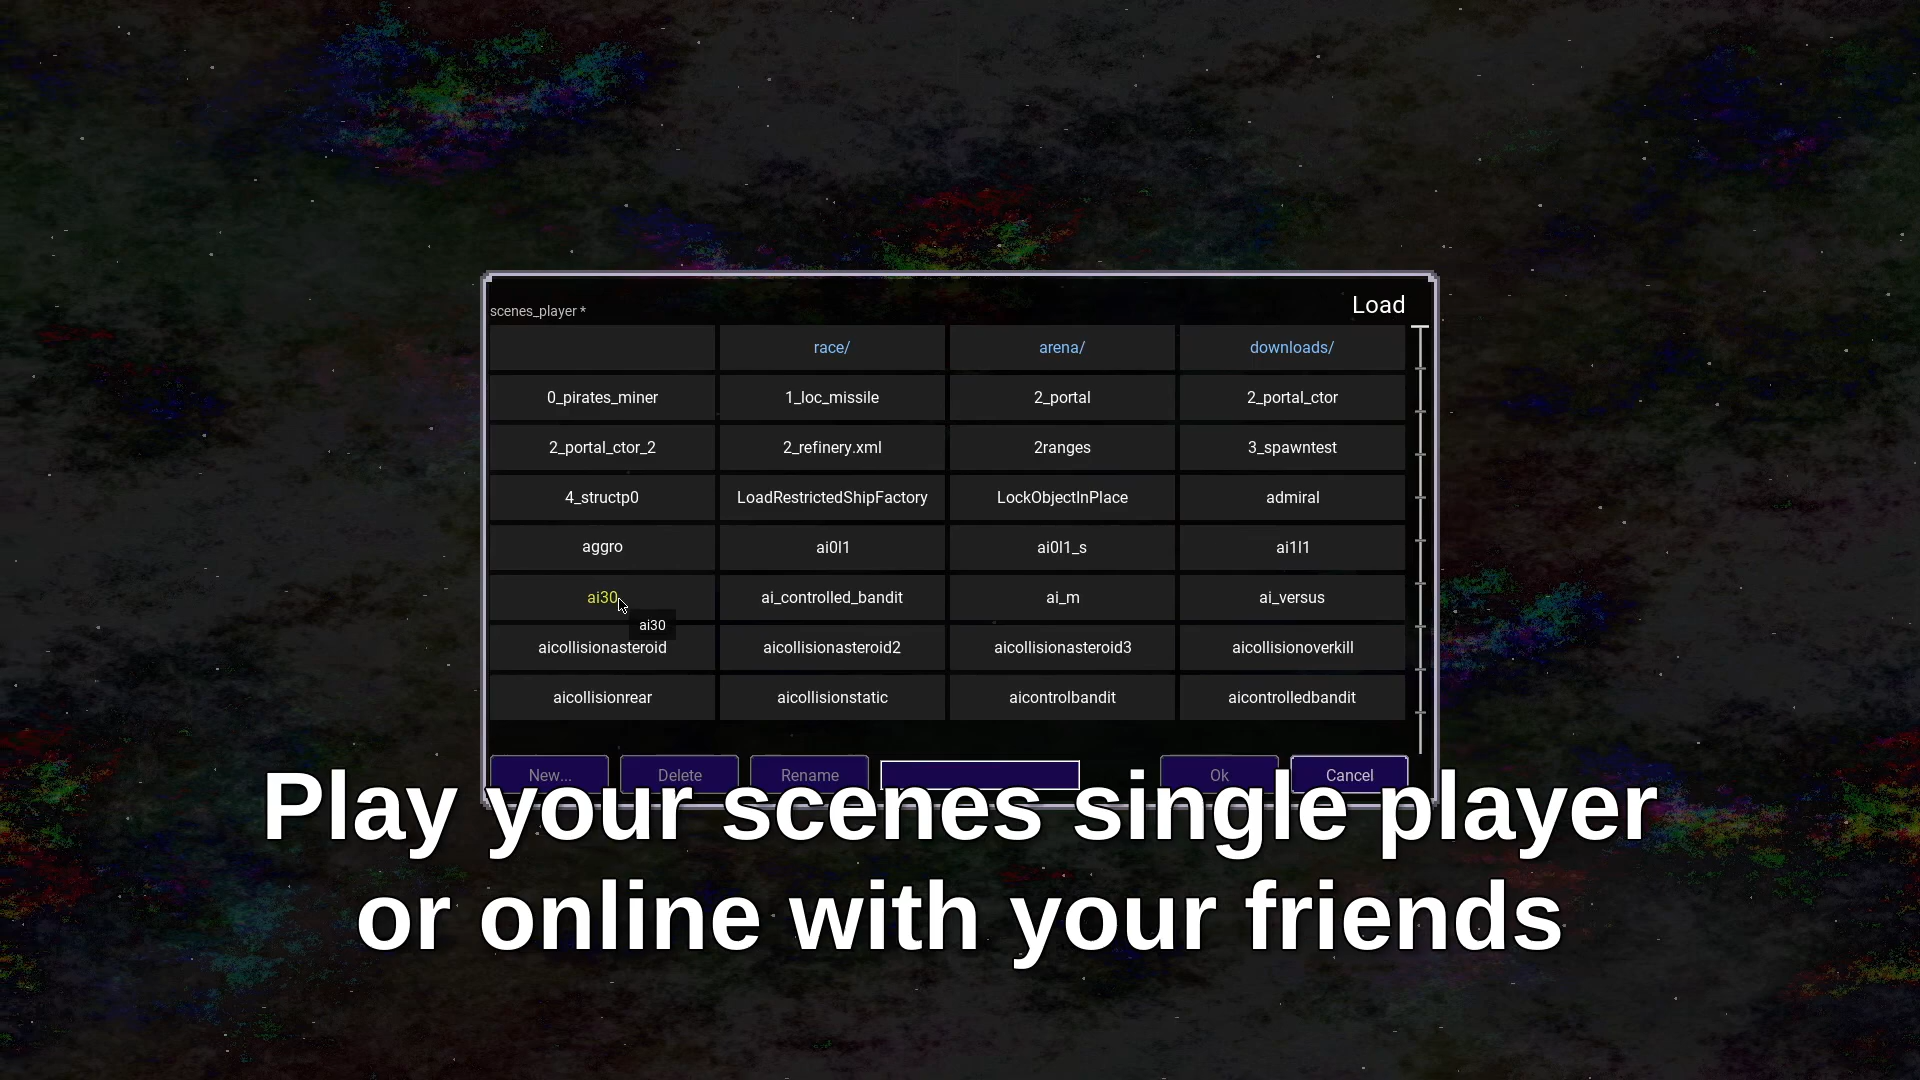 scenes_player *
Load
race/ arena/ downloads/
0_pirates_miner 1_loc_missile 2_portal 2_portal_ctor
2_portal_ctor_2 2_refinery.xml 2ranges 3_spawntest
4_structp0 LoadRestrictedShipFactory LockObjectInPlace admiral
aggro ai0l1 ai0l1_s ai1l1
ai30 ai_controlled_bandit ai_m ai_versus
ai30
aicollisionasteroid aicollisionasteroid2 aicollisionasteroid3 aicollisionoverkill
aicollisionrear aicollisionstatic aicontrolbandit aicontrolledbandit
New... Delete Rename Ok Cancel
Play your scenes single player
or online with your friends